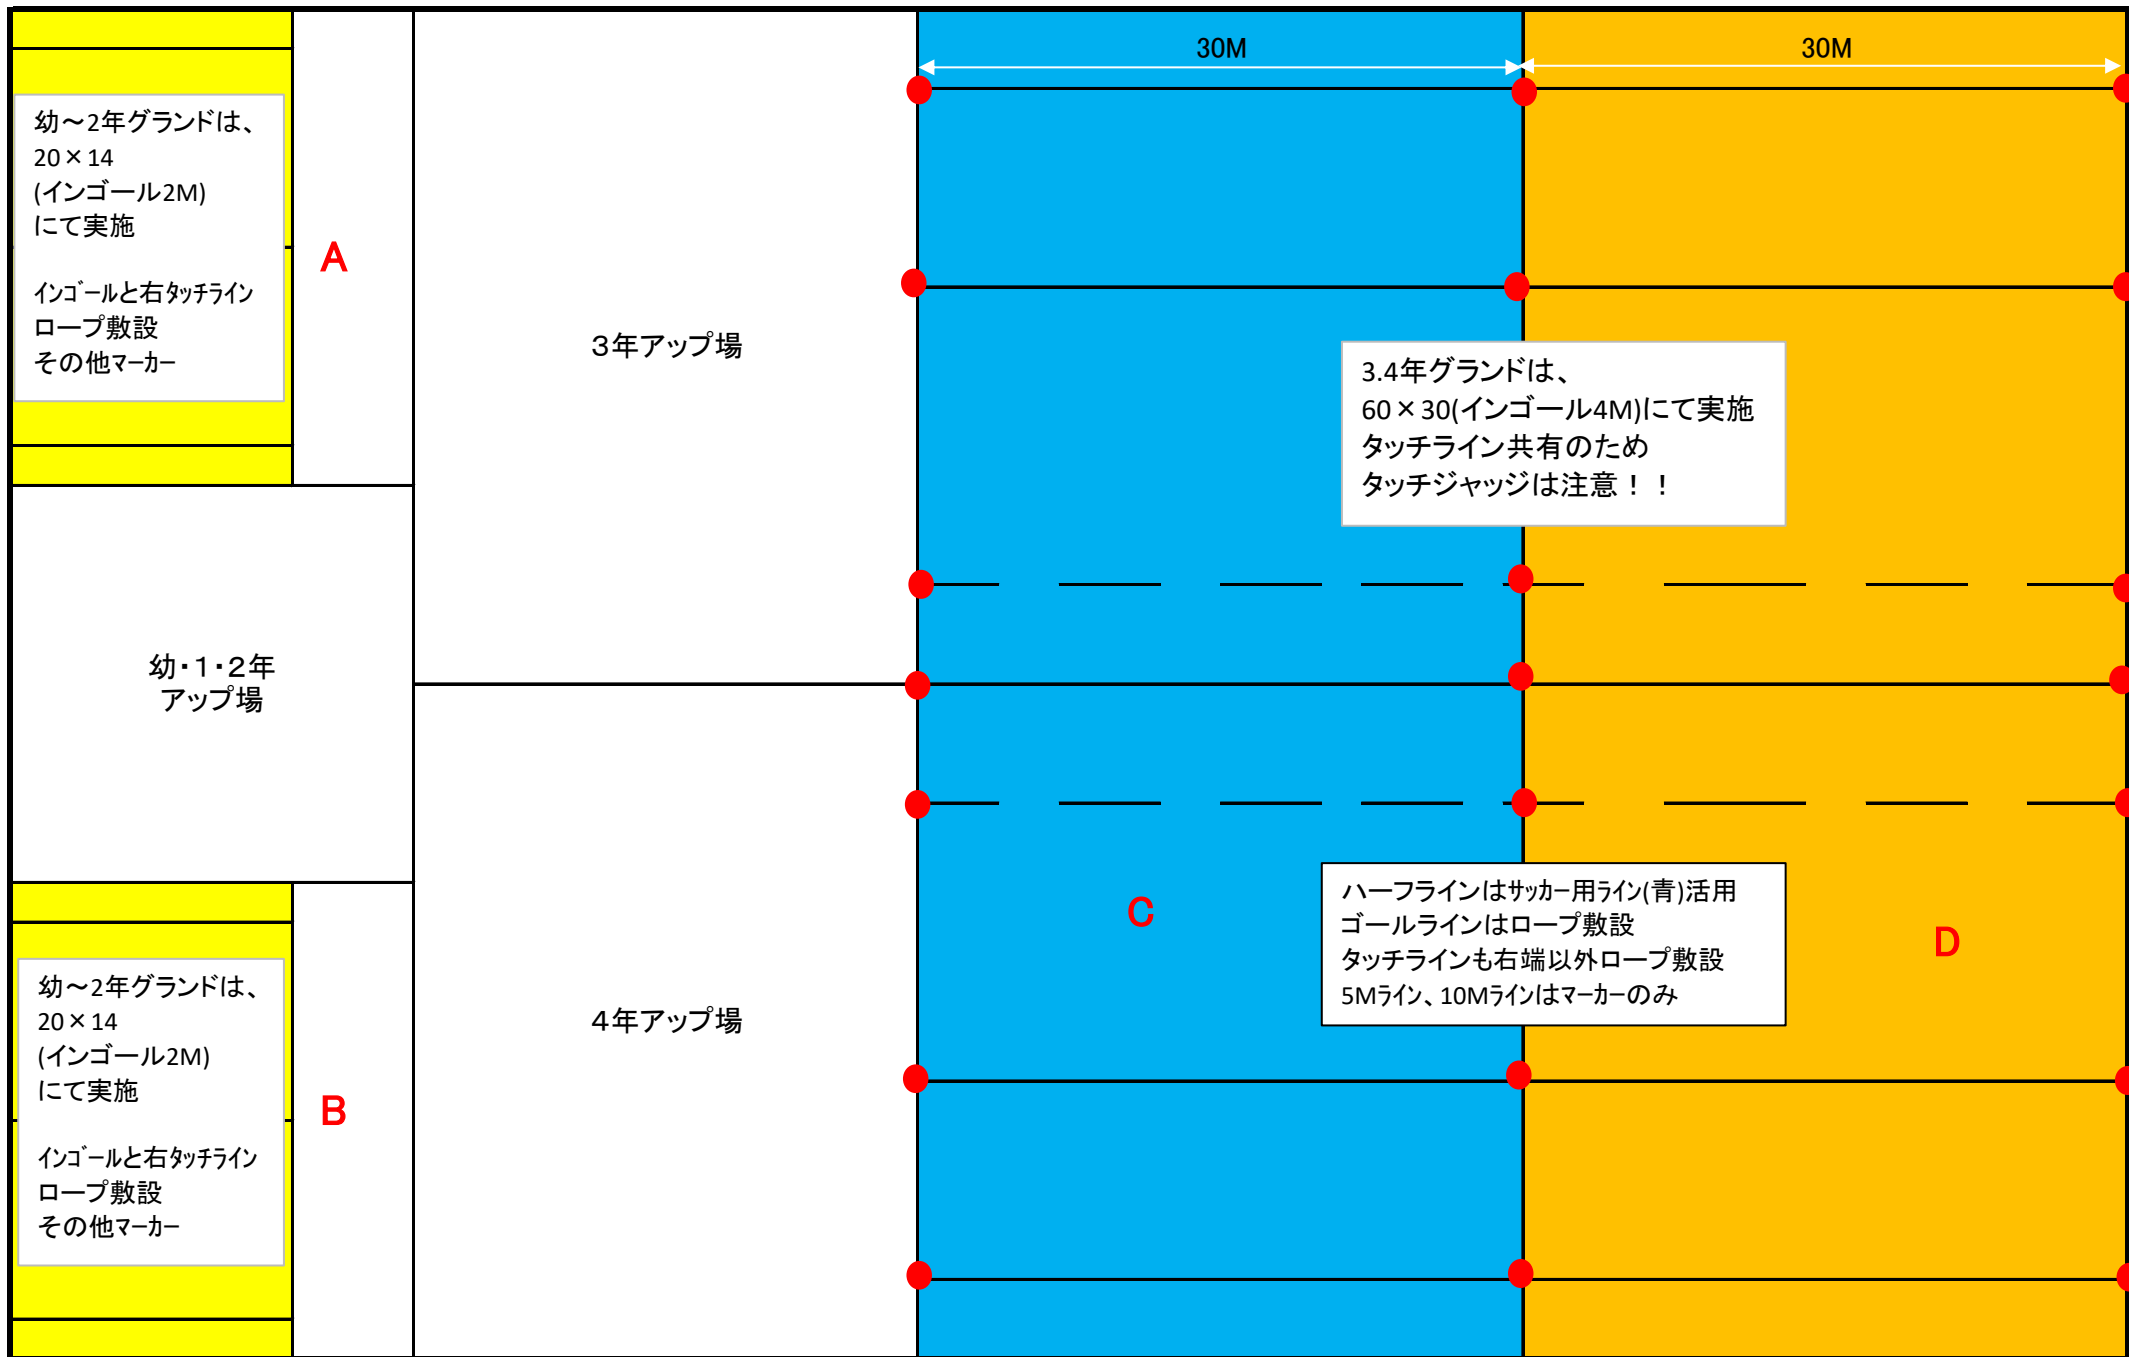 30M
30M
幼～2年グランドは、
20×14
(インゴール2M)
にて実施
ｲﾝｺﾞｰﾙと右ﾀｯﾁﾗｲﾝ
ロープ敷設
その他ﾏｰｶｰ
A
３年アップ場
3.4年グランドは、
60×30(インゴール4M)にて実施
タッチライン共有のため
タッチジャッジは注意！！
幼・１・２年
アップ場
幼～2年グランドは、
20×14
(インゴール2M)
にて実施
ｲﾝｺﾞｰﾙと右ﾀｯﾁﾗｲﾝ
ロープ敷設
その他ﾏｰｶｰ
B
４年アップ場
C
ハーフラインはｻｯｶｰ用ﾗｲﾝ(青)活用
ゴールラインはロープ敷設
タッチラインも右端以外ロープ敷設
5Mﾗｲﾝ、10Mﾗｲﾝはマーカーのみ
D